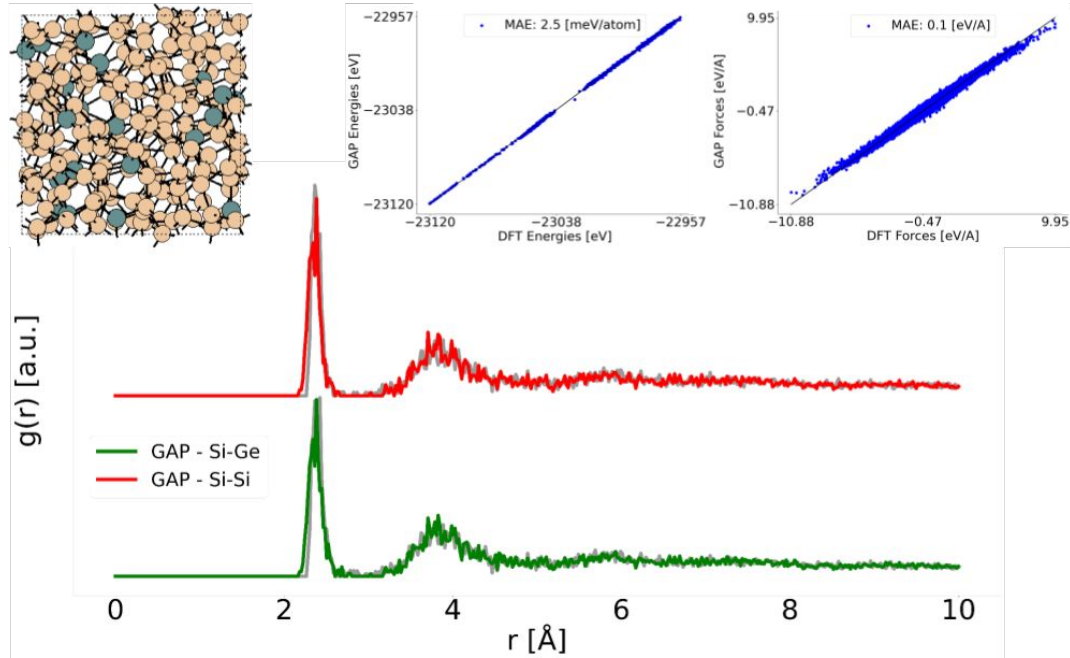 −22957
MAE: 2.5 [meV/atom]
GAP Energies [eV]
−23038
−23120
−23120
−23038
−22957
DFT Energies [eV]
9.95
MAE: 0.1 [eV/A]
GAP Forces [eV/A]
−0.47
−10.88
−10.88
−0.47
9.95
DFT Forces [eV/A]
g(r) [a.u.]
GAP - Si-Ge
GAP - Si-Si
0
2
4
6
8
10
r [Å]